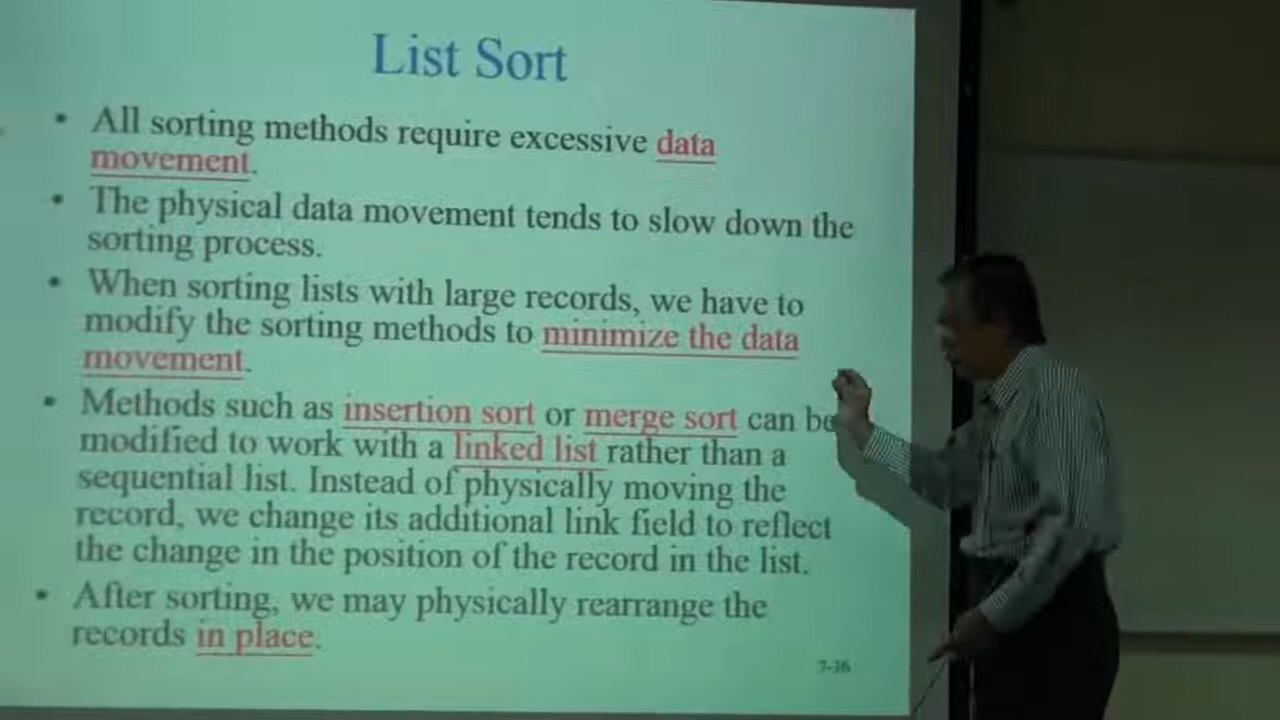 List Sort
• All sorting methods require excessive data
movement.
• The physical data movement tends to slow down the
sorting process.
• When sorting lists with large records, we have to
modify the sorting methods to minimize the data
movement.
• Methods such as insertion sort or merge sort can be
modified to work with a linked list rather than a
sequential list. Instead of physically moving the
record, we change its additional link field to reflect
the change in the position of the record in the list.
• After sorting, we may physically rearrange the
records in place.
7-36